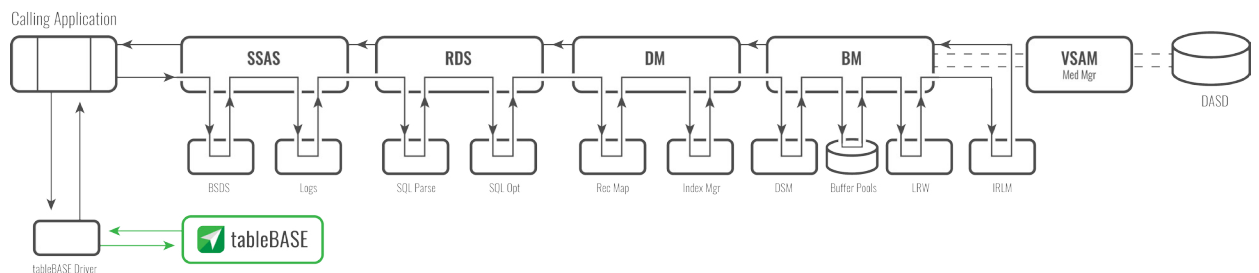 Calling Application
SSAS
RDS
DM
BM
VSAM
Med Mgr
DASD
BSDS
Logs
SQL Parse
SQL Opt
Rec Map
Index Mgr
DSM
Buffer Pools
LRW
IRLM
tableBASE
tableBASE Driver